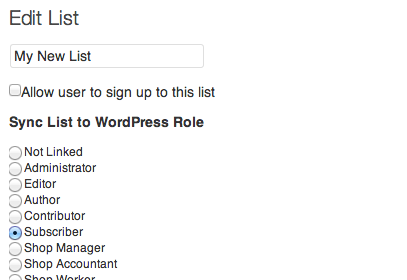 Edit List
My New List
Allow user to sign up to this list
Sync List to WordPress Role
Not Linked
Administrator
Editor
Author
Contributor
Subscriber
Shop Manager
Shop Accountant
Shop Worker